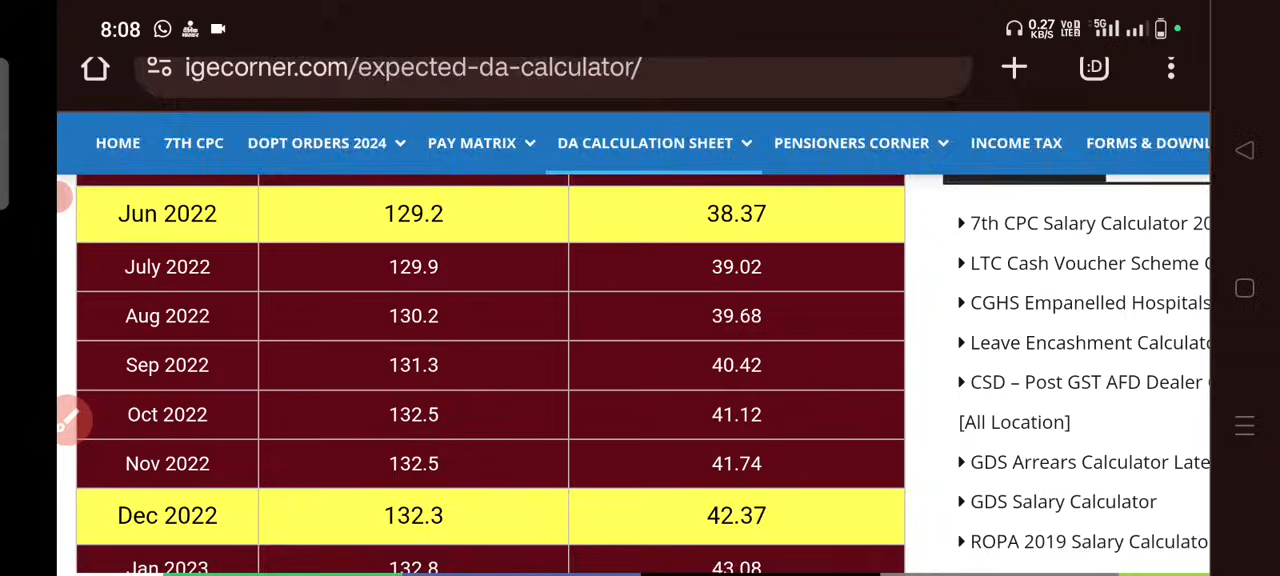 8:08 0.27 KB/S VoD LTEB 5G
igecorner.com/expected-da-calculator/ :D
HOME 7TH CPC DOPT ORDERS 2024 PAY MATRIX DA CALCULATION SHEET PENSIONERS CORNER INCOME TAX FORMS & DOWNL
Jun 2022 129.2 38.37
July 2022 129.9 39.02
Aug 2022 130.2 39.68
Sep 2022 131.3 40.42
Oct 2022 132.5 41.12
Nov 2022 132.5 41.74
Dec 2022 132.3 42.37
Jan 2023 132.8 43.08
7th CPC Salary Calculator 20
LTC Cash Voucher Scheme
CGHS Empanelled Hospitals
Leave Encashment Calculato
CSD – Post GST AFD Dealer
[All Location]
GDS Arrears Calculator Late
GDS Salary Calculator
ROPA 2019 Salary Calculato